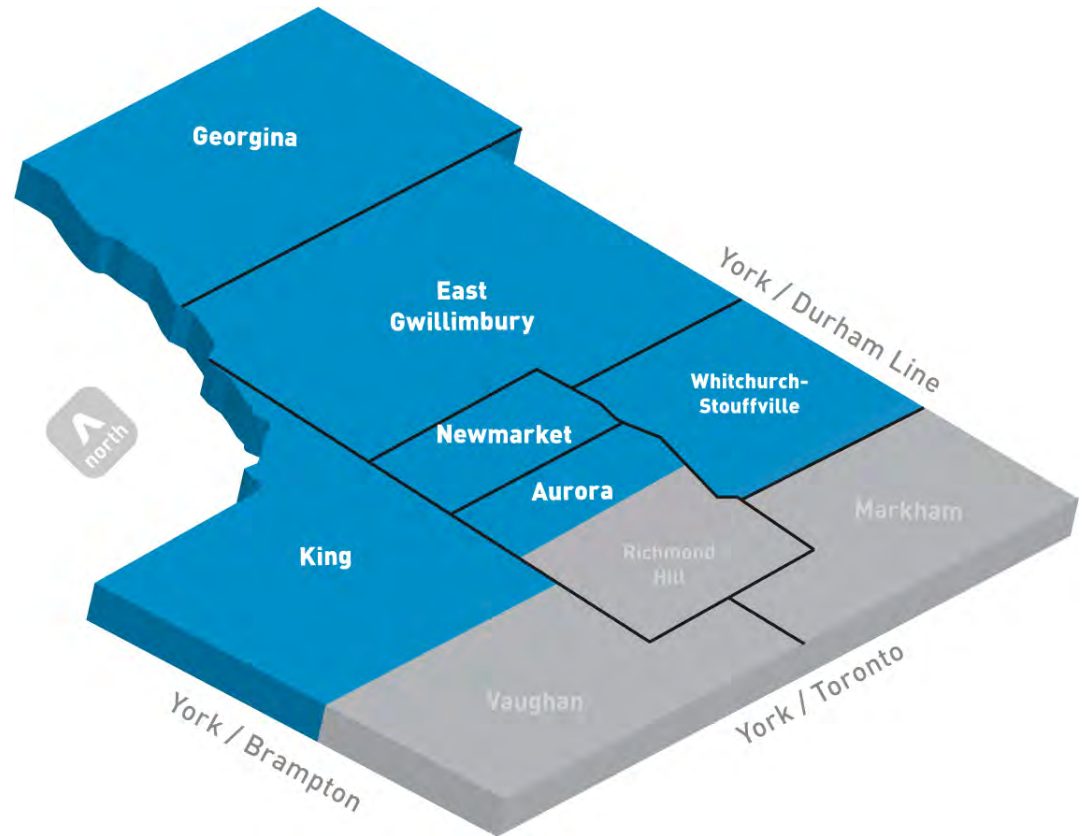 Georgina
East
Gwillimbury
York / Durham Line
Whitchurch-
Stouffville
north
Newmarket
Aurora
Markham
King
Richmond
Hill
Vaughan
York / Toronto
York / Brampton